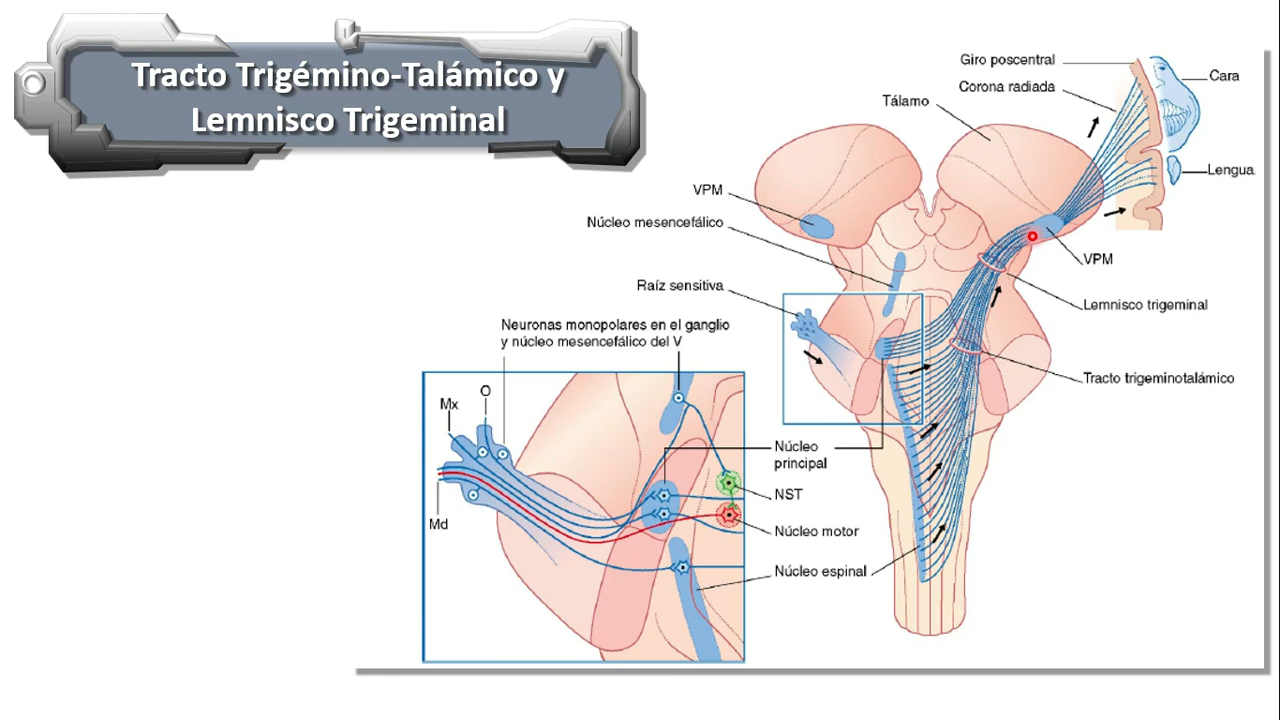 Tracto Trigémino-Talámico y
Lemnisco Trigeminal
Giro poscentral
Corona radiada
Cara
Tálamo
Lengua
VPM
Núcleo mesencefálico
VPM
Raíz sensitiva
Lemnisco trigeminal
Neuronas monopolares en el ganglio
y núcleo mesencefálico del V
Tracto trigeminotalámico
O
Mx
Núcleo
principal
NST
Md
Núcleo motor
Núcleo espinal